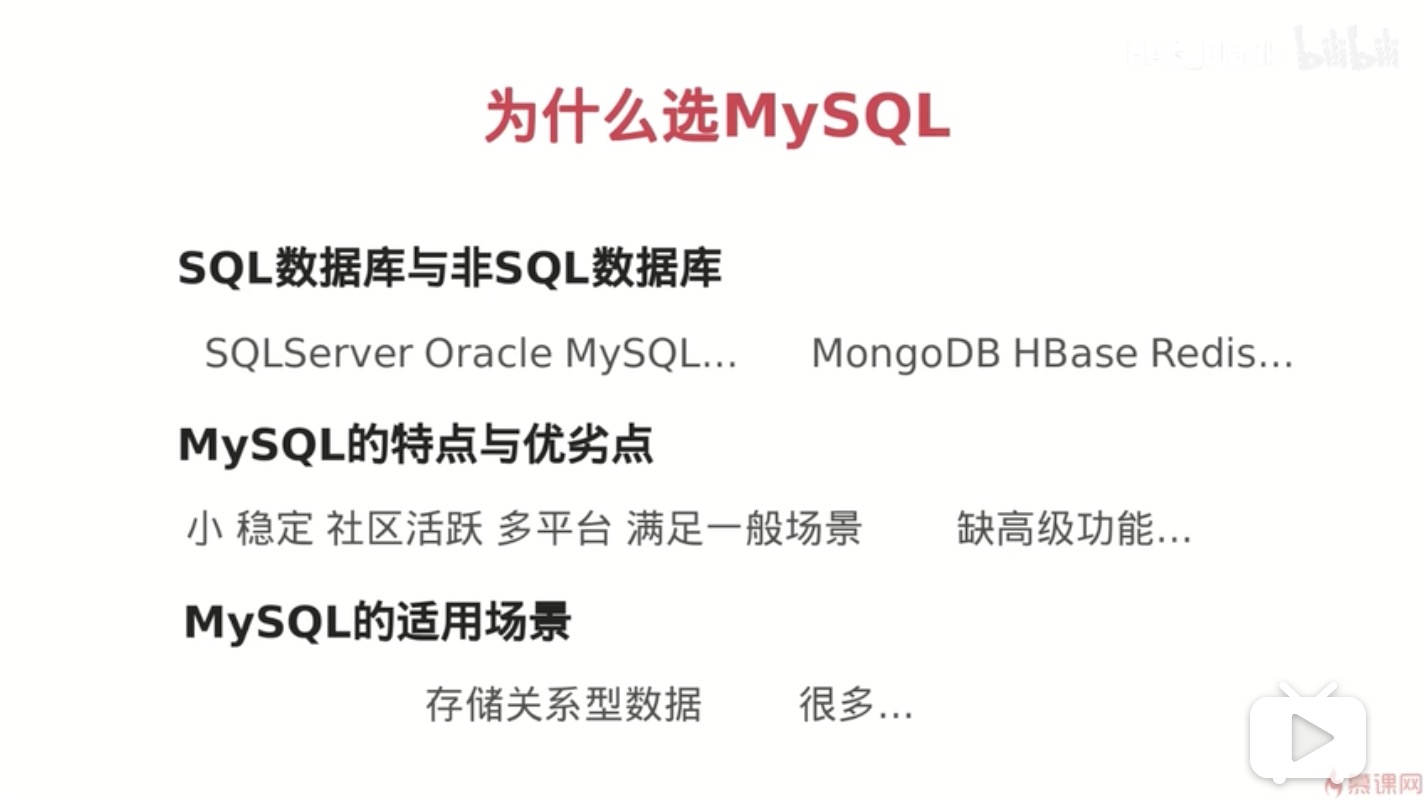 bilibili
为什么选MySQL
SQL数据库与非SQL数据库
SQLServer Oracle MySQL... MongoDB HBase Redis...
MySQL的特点与优劣点
小 稳定 社区活跃 多平台 满足一般场景 缺高级功能...
MySQL的适用场景
存储关系型数据 很多...
慕课网